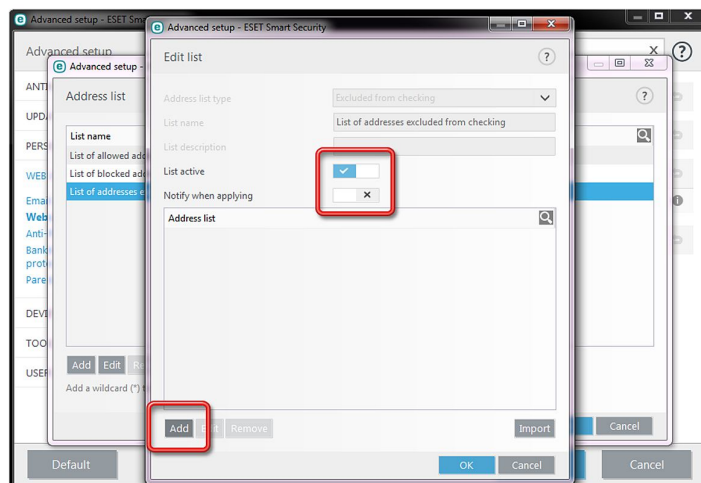 Advanced setup - ESET Sma
Advanced setup
ANTI
UPDA
PERS
WEB
Emai
Web
Anti-
Bank
prot
Pare
DEVI
TOO
USER
Default
Cancel
Advanced setup -
Address list
List name
List of allowed add
List of blocked add
List of addresses e
Add Edit Re
Add a wildcard (*) t
Cancel
Advanced setup - ESET Smart Security
Edit list
Address list type
Excluded from checking
List name
List of addresses excluded from checking
List description
List active
Notify when applying
Address list
Add Edit Remove
Import
OK
Cancel